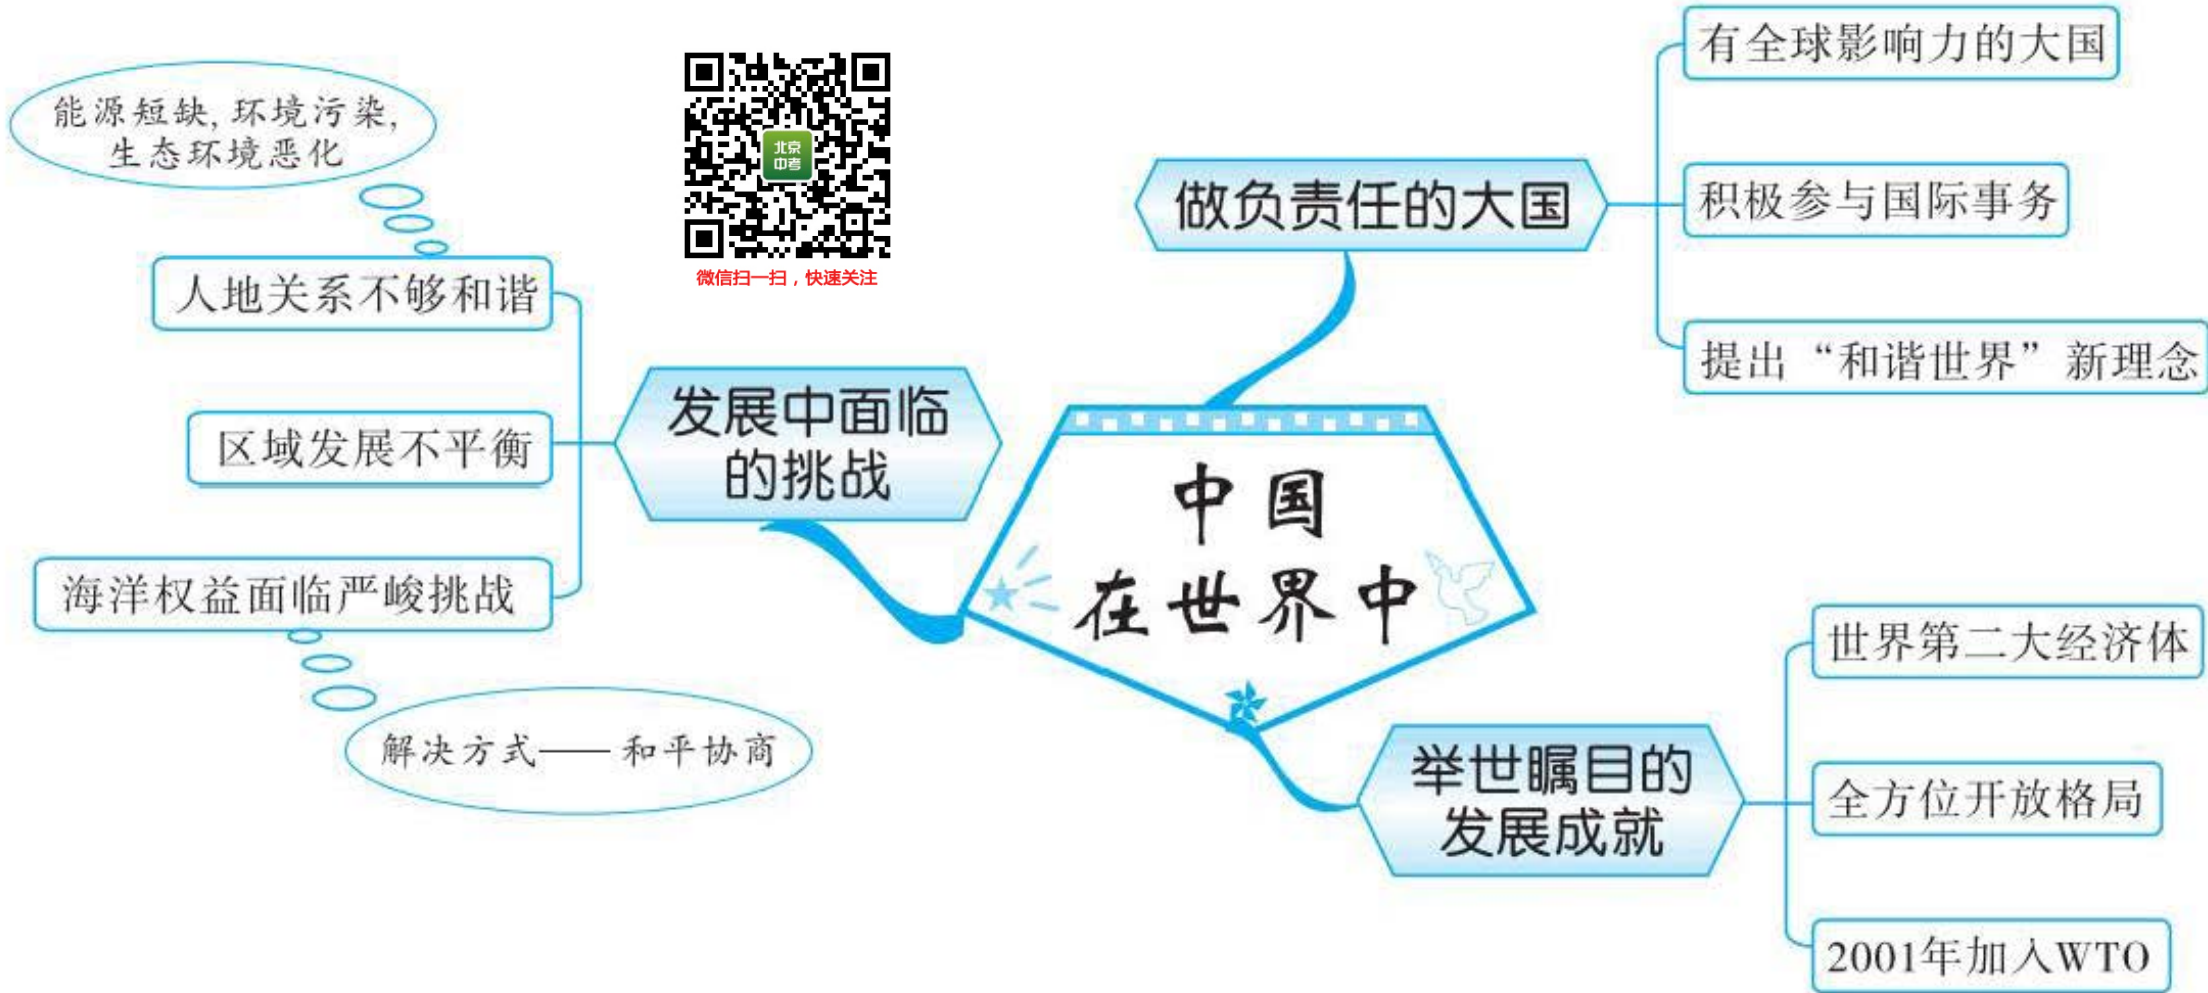 能源短缺,环境污染,
生态环境恶化
人地关系不够和谐
区域发展不平衡
海洋权益面临严峻挑战
解决方式——和平协商
发展中面临
的挑战
北京
中考
微信扫一扫，快速关注
做负责任的大国
有全球影响力的大国
积极参与国际事务
提出“和谐世界”新理念
中国
在世界中
举世瞩目的
发展成就
世界第二大经济体
全方位开放格局
2001年加入WTO